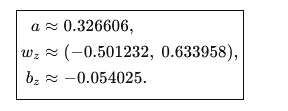 a ≈ 0.326606,
w_z ≈ (−0.501232, 0.633958),
b_z ≈ −0.054025.